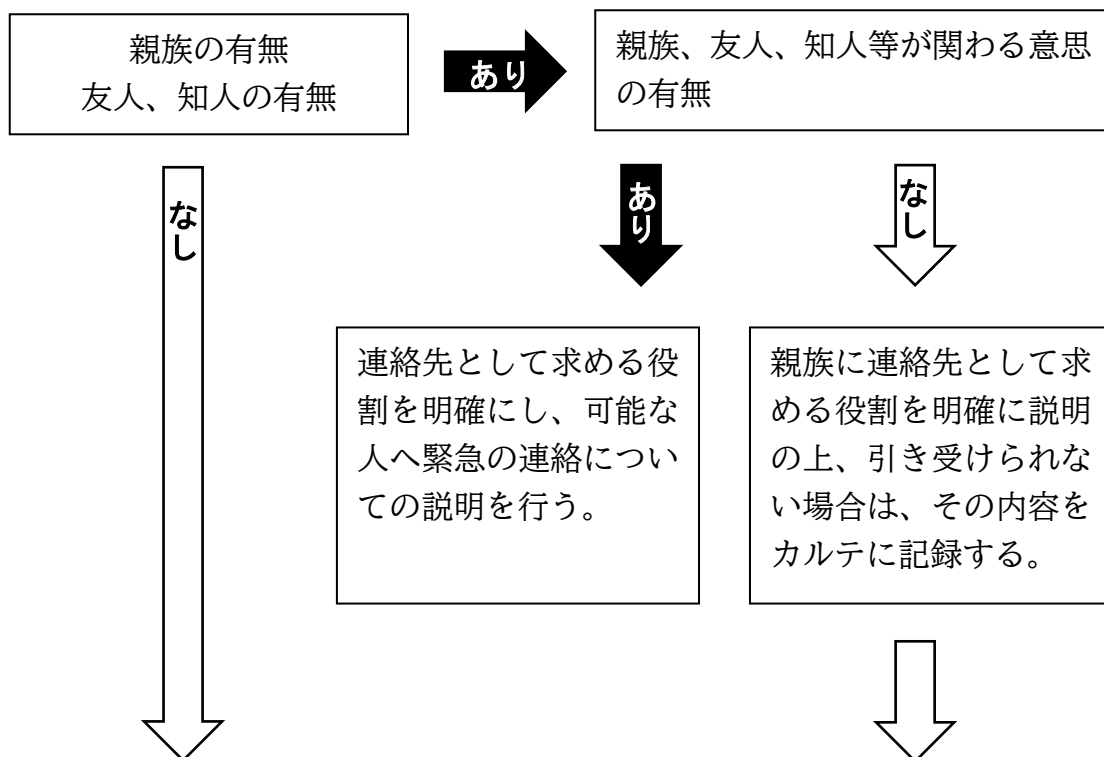 親族の有無
友人、知人の有無
あり
親族、友人、知人等が関わる意思
の有無
なし
あり
なし
連絡先として求める役
割を明確にし、可能な
人へ緊急の連絡につい
ての説明を行う。
親族に連絡先として求
める役割を明確に説明
の上、引き受けられな
い場合は、その内容を
カルテに記録する。